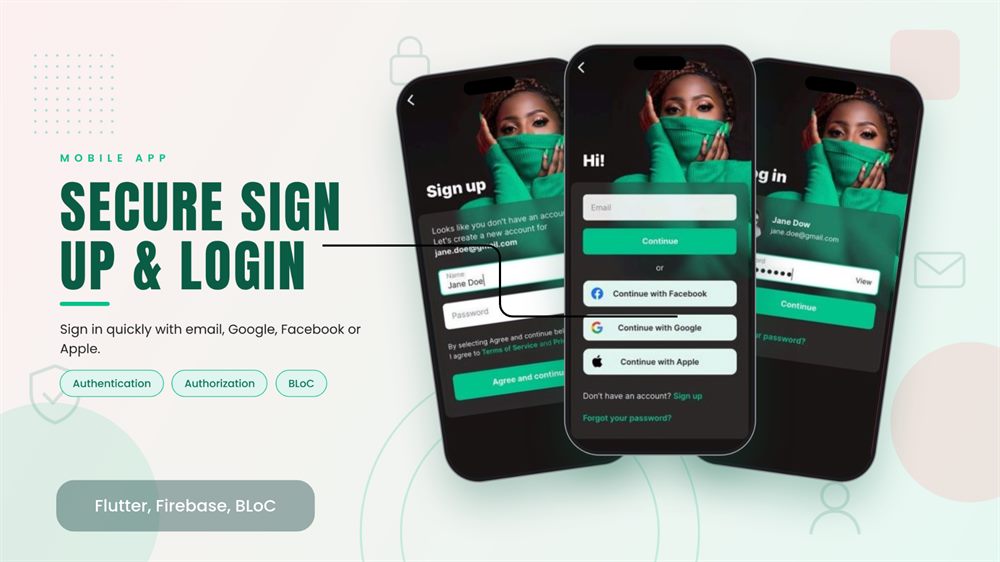 MOBILE APP
SECURE SIGN
UP & LOGIN
Sign in quickly with email, Google, Facebook or
Apple.
Authentication
Authorization
BLoC
Flutter, Firebase, BLoC
Sign up
Looks like you don't have an
Let's create a new account for
jane.doe@gmail.com
Name
Jane Doe
Password
By selecting Agree and continue
I agree to Terms of Service and
Agree and
Hi!
Email
Continue
or
Continue with Facebook
Continue with Google
Continue with Apple
Don't have an account? Sign up
Forgot your password?
in
Jane Dow
jane.doe@gmail.com
View
Continue
password?